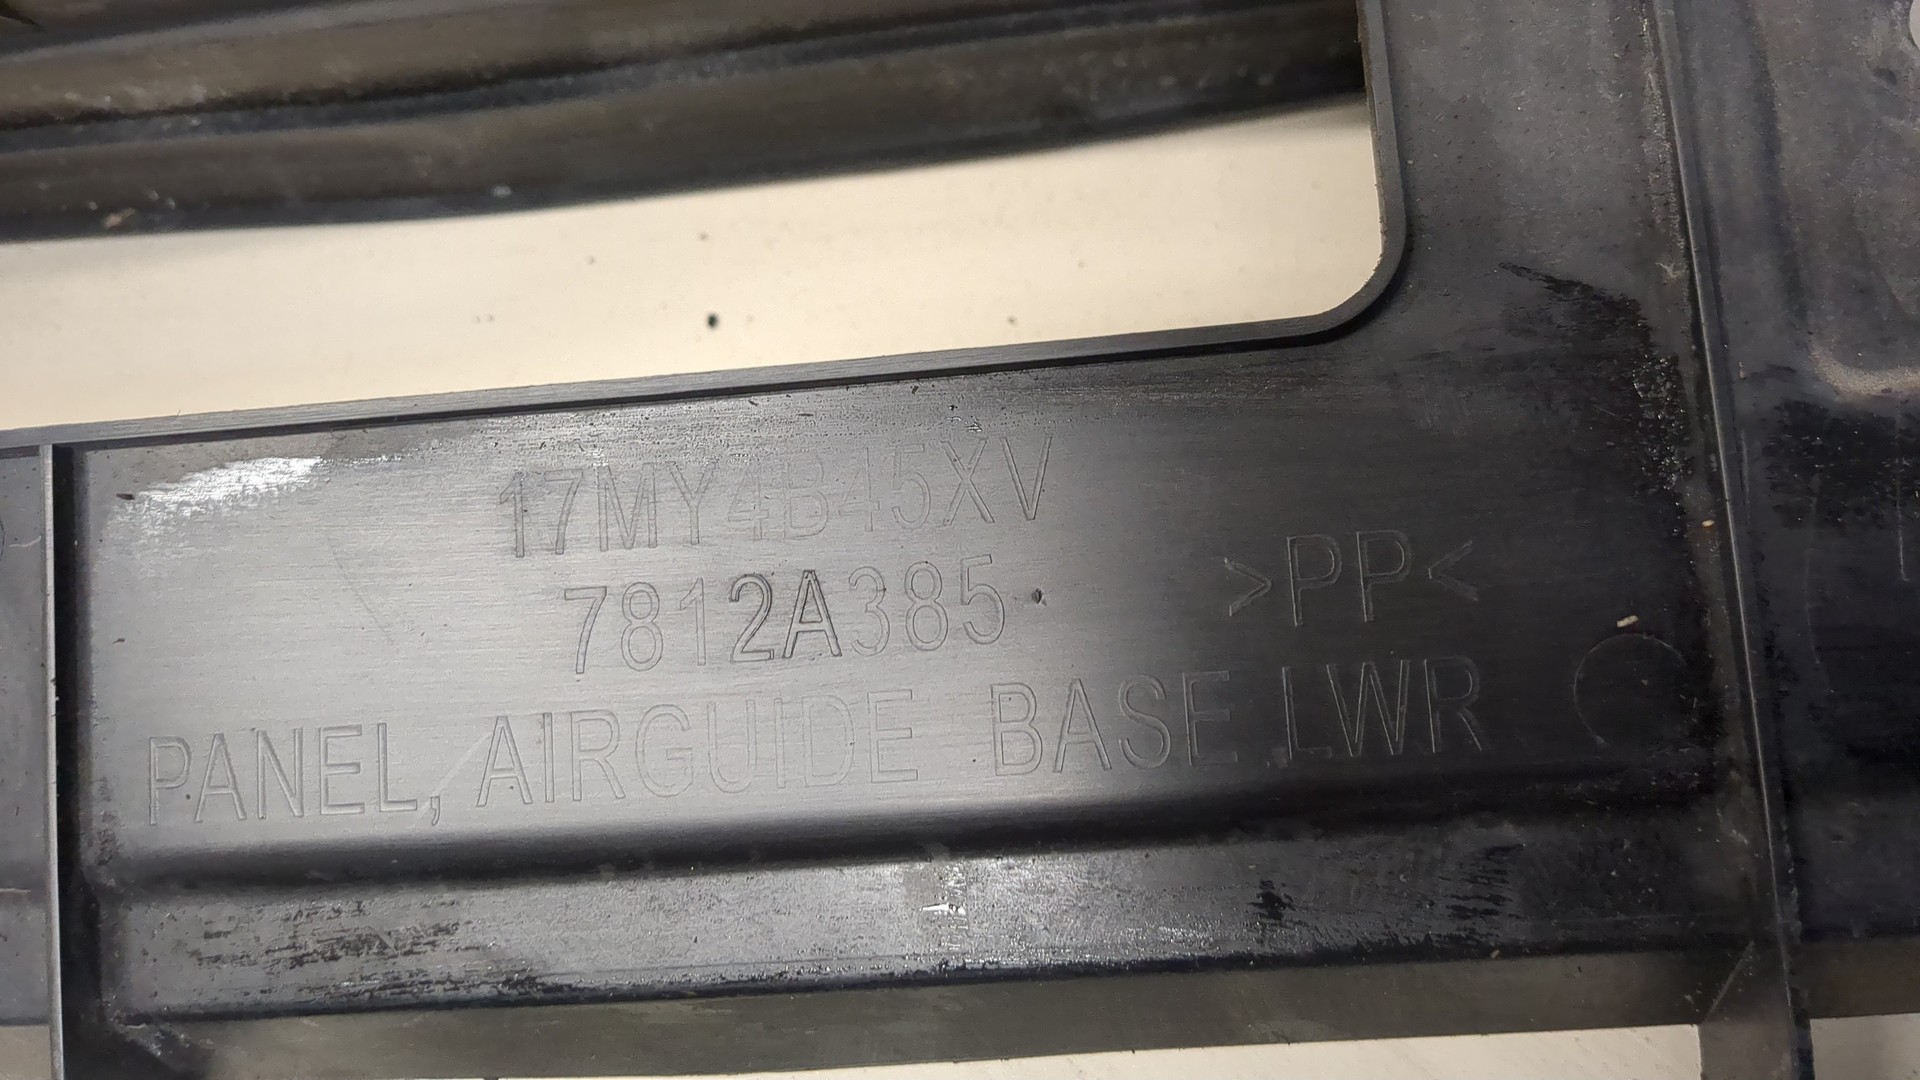 17MY4B45XV
7812A385
>PP<
PANEL, AIRGUIDE BASE,LWR